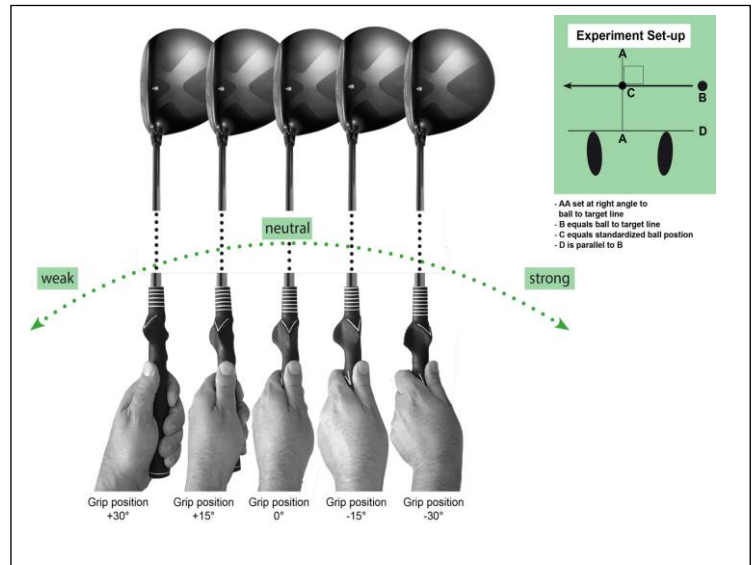 Experiment Set-up
A
C
B
A
D
- AA set at right angle to
ball to target line
- B equals ball to target line
- C equals standardized ball postion
- D is parallel to B
neutral
weak
strong
Grip position
+30°
Grip position
+15°
Grip position
0°
Grip position
-15°
Grip position
-30°